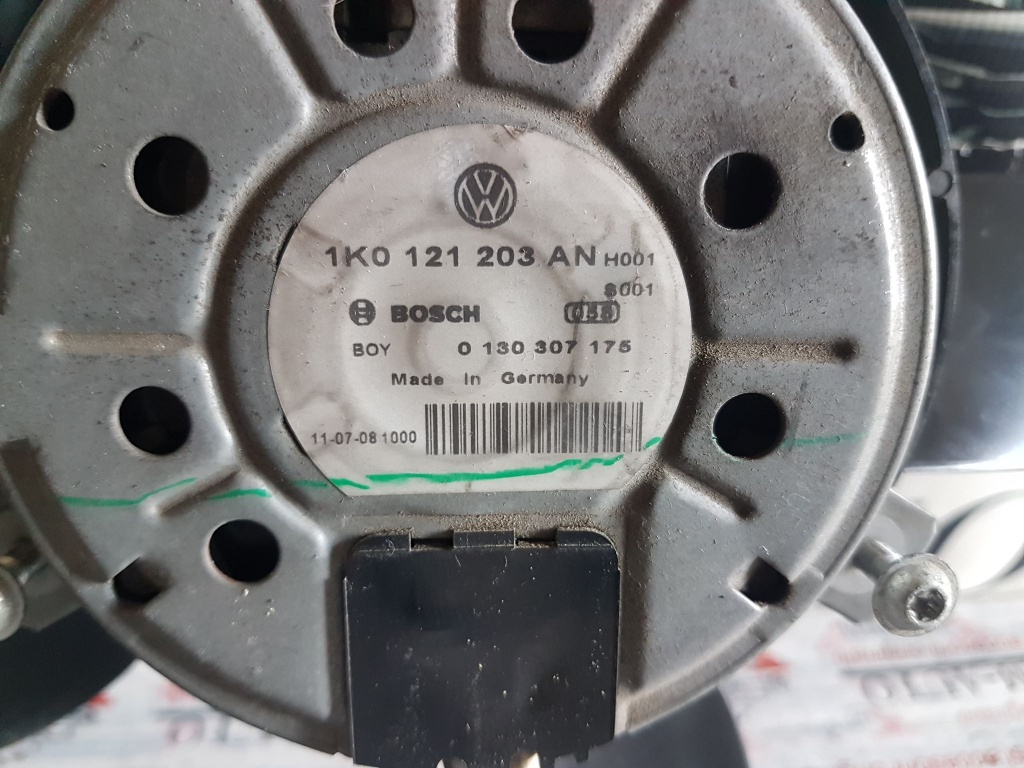 1K0 121 203 AN H001
S001
BOSCH
BOY 0 130 307 175
Made in Germany
11-07-08 1000